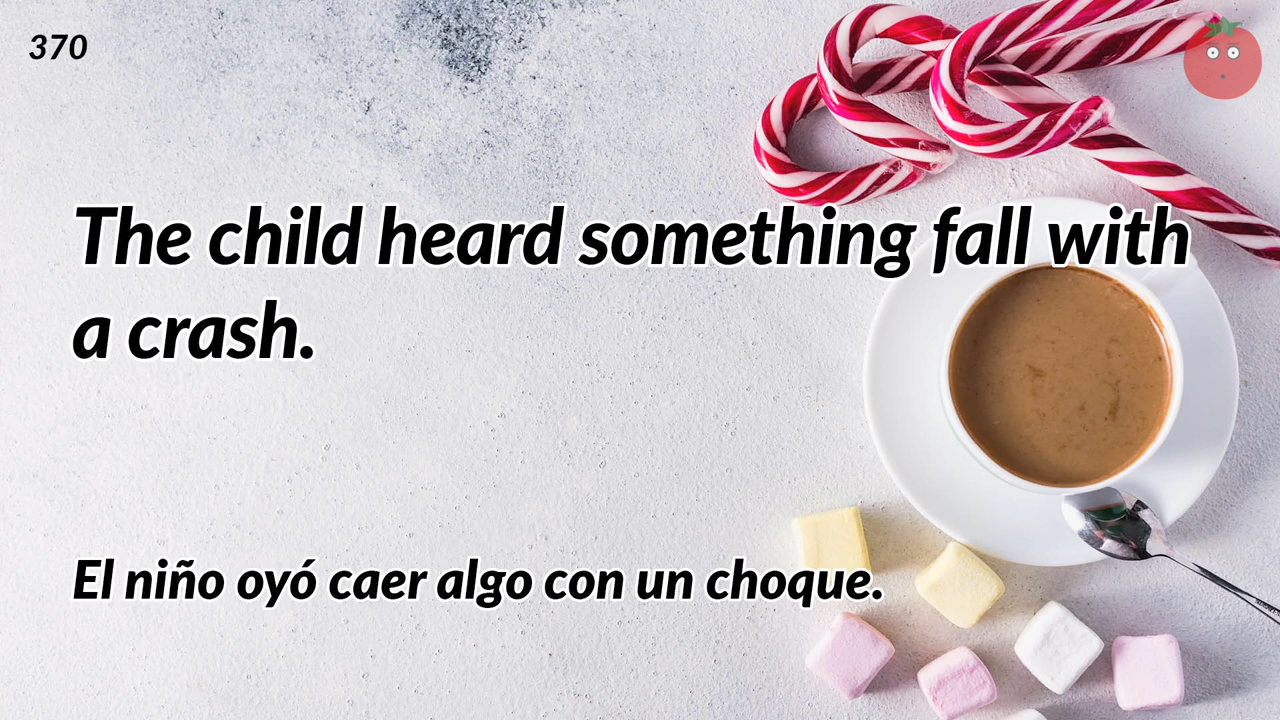 370
The child heard something fall with
a crash.
El niño oyó caer algo con un choque.